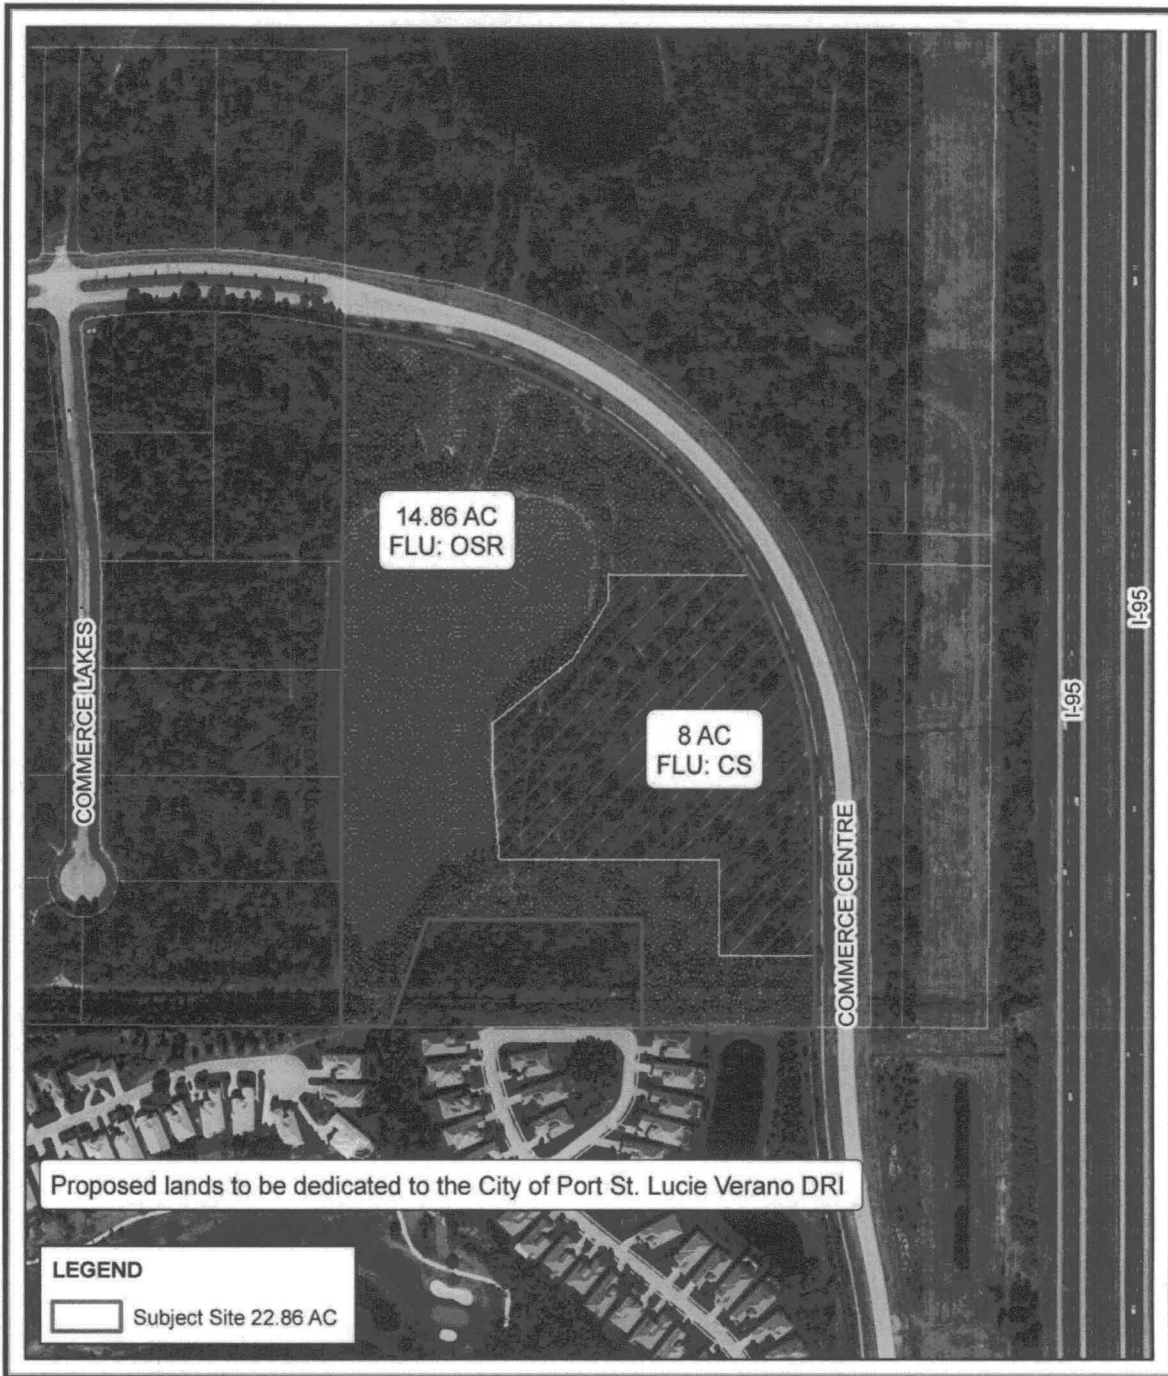 14.86 AC
FLU: OSR
8 AC
FLU: CS
COMMERCE LAKES
COMMERCE CENTRE
I-95
I-95
Proposed lands to be dedicated to the City of Port St. Lucie Verano DRI
LEGEND
Subject Site 22.86 AC